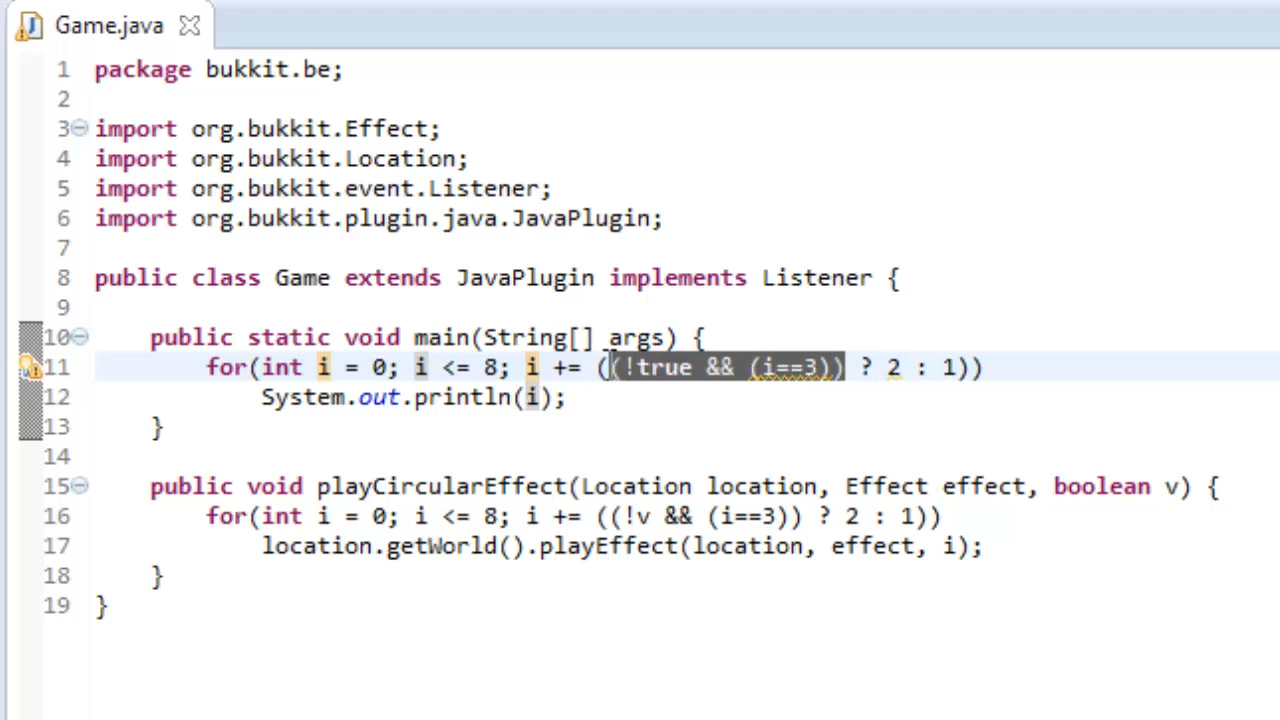 Game.java
1 package bukkit.be;
2
3 import org.bukkit.Effect;
4 import org.bukkit.Location;
5 import org.bukkit.event.Listener;
6 import org.bukkit.plugin.java.JavaPlugin;
7
8 public class Game extends JavaPlugin implements Listener {
9
10 public static void main(String[] args) {
11 for(int i = 0; i <= 8; i += ((!true && (i==3)) ? 2 : 1))
12 System.out.println(i);
13 }
14
15 public void playCircularEffect(Location location, Effect effect, boolean v) {
16 for(int i = 0; i <= 8; i += ((!v && (i==3)) ? 2 : 1))
17 location.getWorld().playEffect(location, effect, i);
18 }
19 }